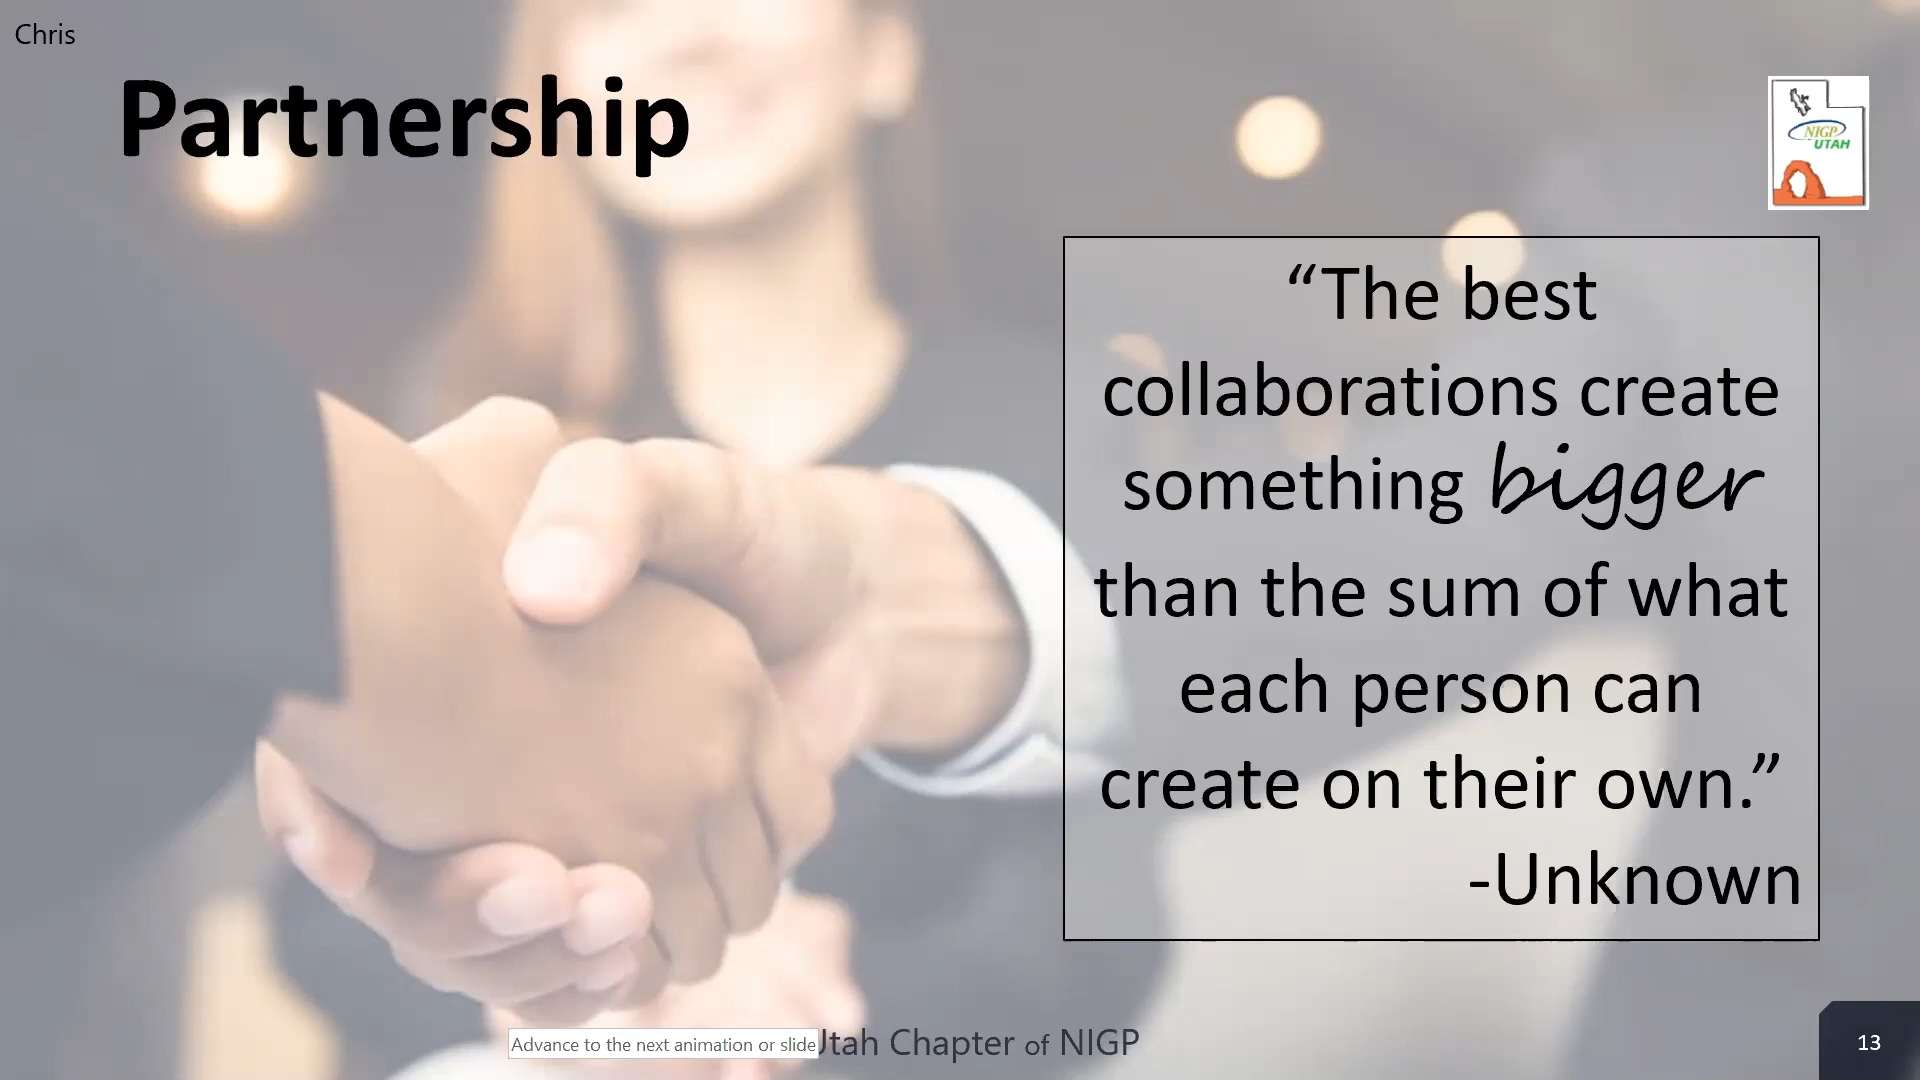 Chris
Partnership
NIGP
UTAH
“The best
collaborations create
something bigger
than the sum of what
each person can
create on their own.”
-Unknown
Advance to the next animation or slide
Utah Chapter of NIGP
13